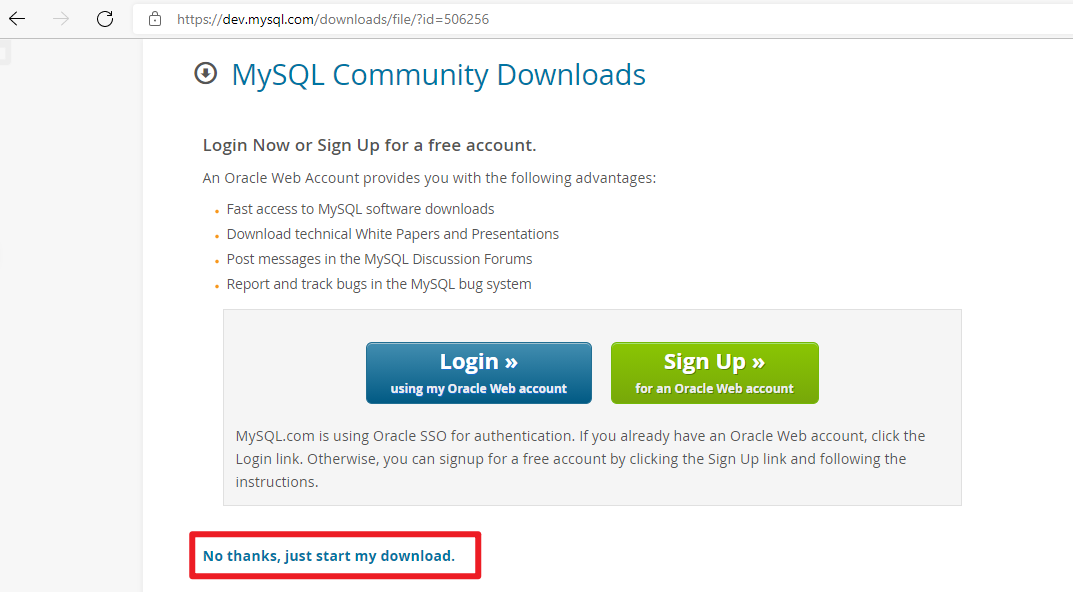 https://dev.mysql.com/downloads/file/?id=506256
MySQL Community Downloads
Login Now or Sign Up for a free account.
An Oracle Web Account provides you with the following advantages:
• Fast access to MySQL software downloads
• Download technical White Papers and Presentations
• Post messages in the MySQL Discussion Forums
• Report and track bugs in the MySQL bug system
Login »
using my Oracle Web account
Sign Up »
for an Oracle Web account
MySQL.com is using Oracle SSO for authentication. If you already have an Oracle Web account, click the
Login link. Otherwise, you can signup for a free account by clicking the Sign Up link and following the
instructions.
No thanks, just start my download.